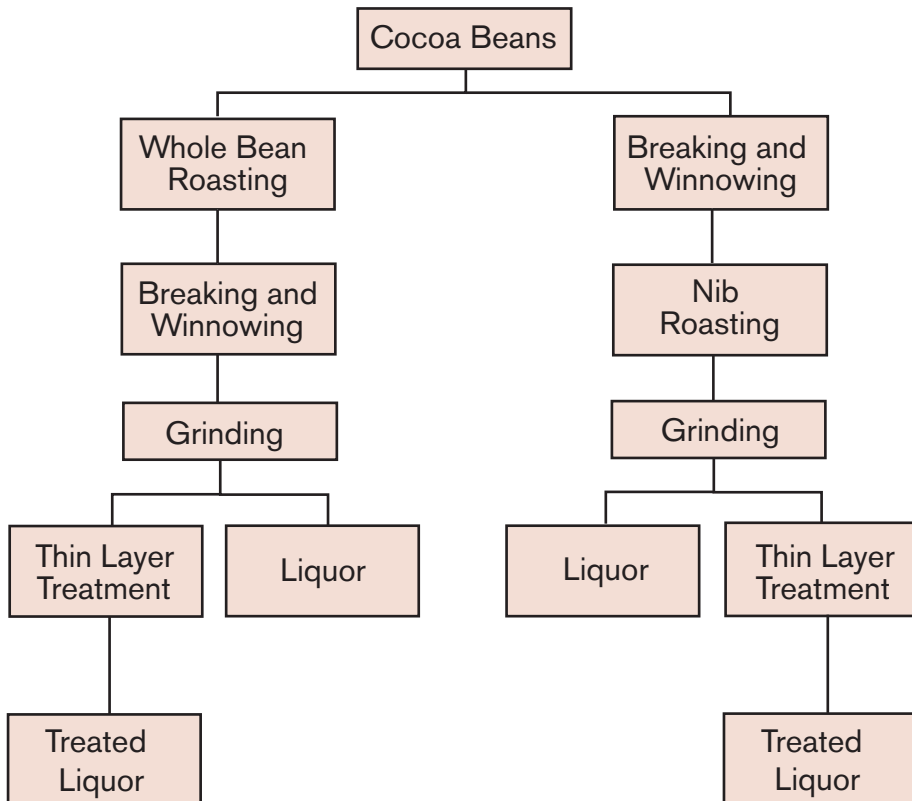 Cocoa Beans
Whole Bean
Roasting
Breaking and
Winnowing
Breaking and
Winnowing
Nib
Roasting
Grinding
Grinding
Thin Layer
Treatment
Liquor
Liquor
Thin Layer
Treatment
Treated
Liquor
Treated
Liquor